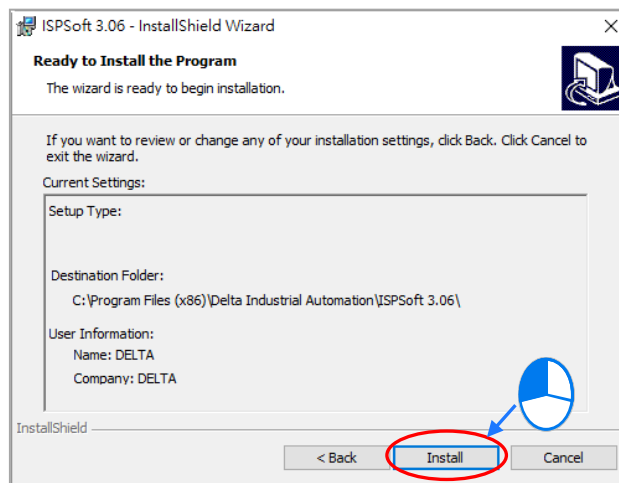 ISPSoft 3.06 - InstallShield Wizard
Ready to Install the Program
The wizard is ready to begin installation.
If you want to review or change any of your installation settings, click Back. Click Cancel to
exit the wizard.
Current Settings:
Setup Type:
Destination Folder:
C:\Program Files (x86)\Delta Industrial Automation\ISPSoft 3.06\
User Information:
Name: DELTA
Company: DELTA
InstallShield
< Back
Install
Cancel